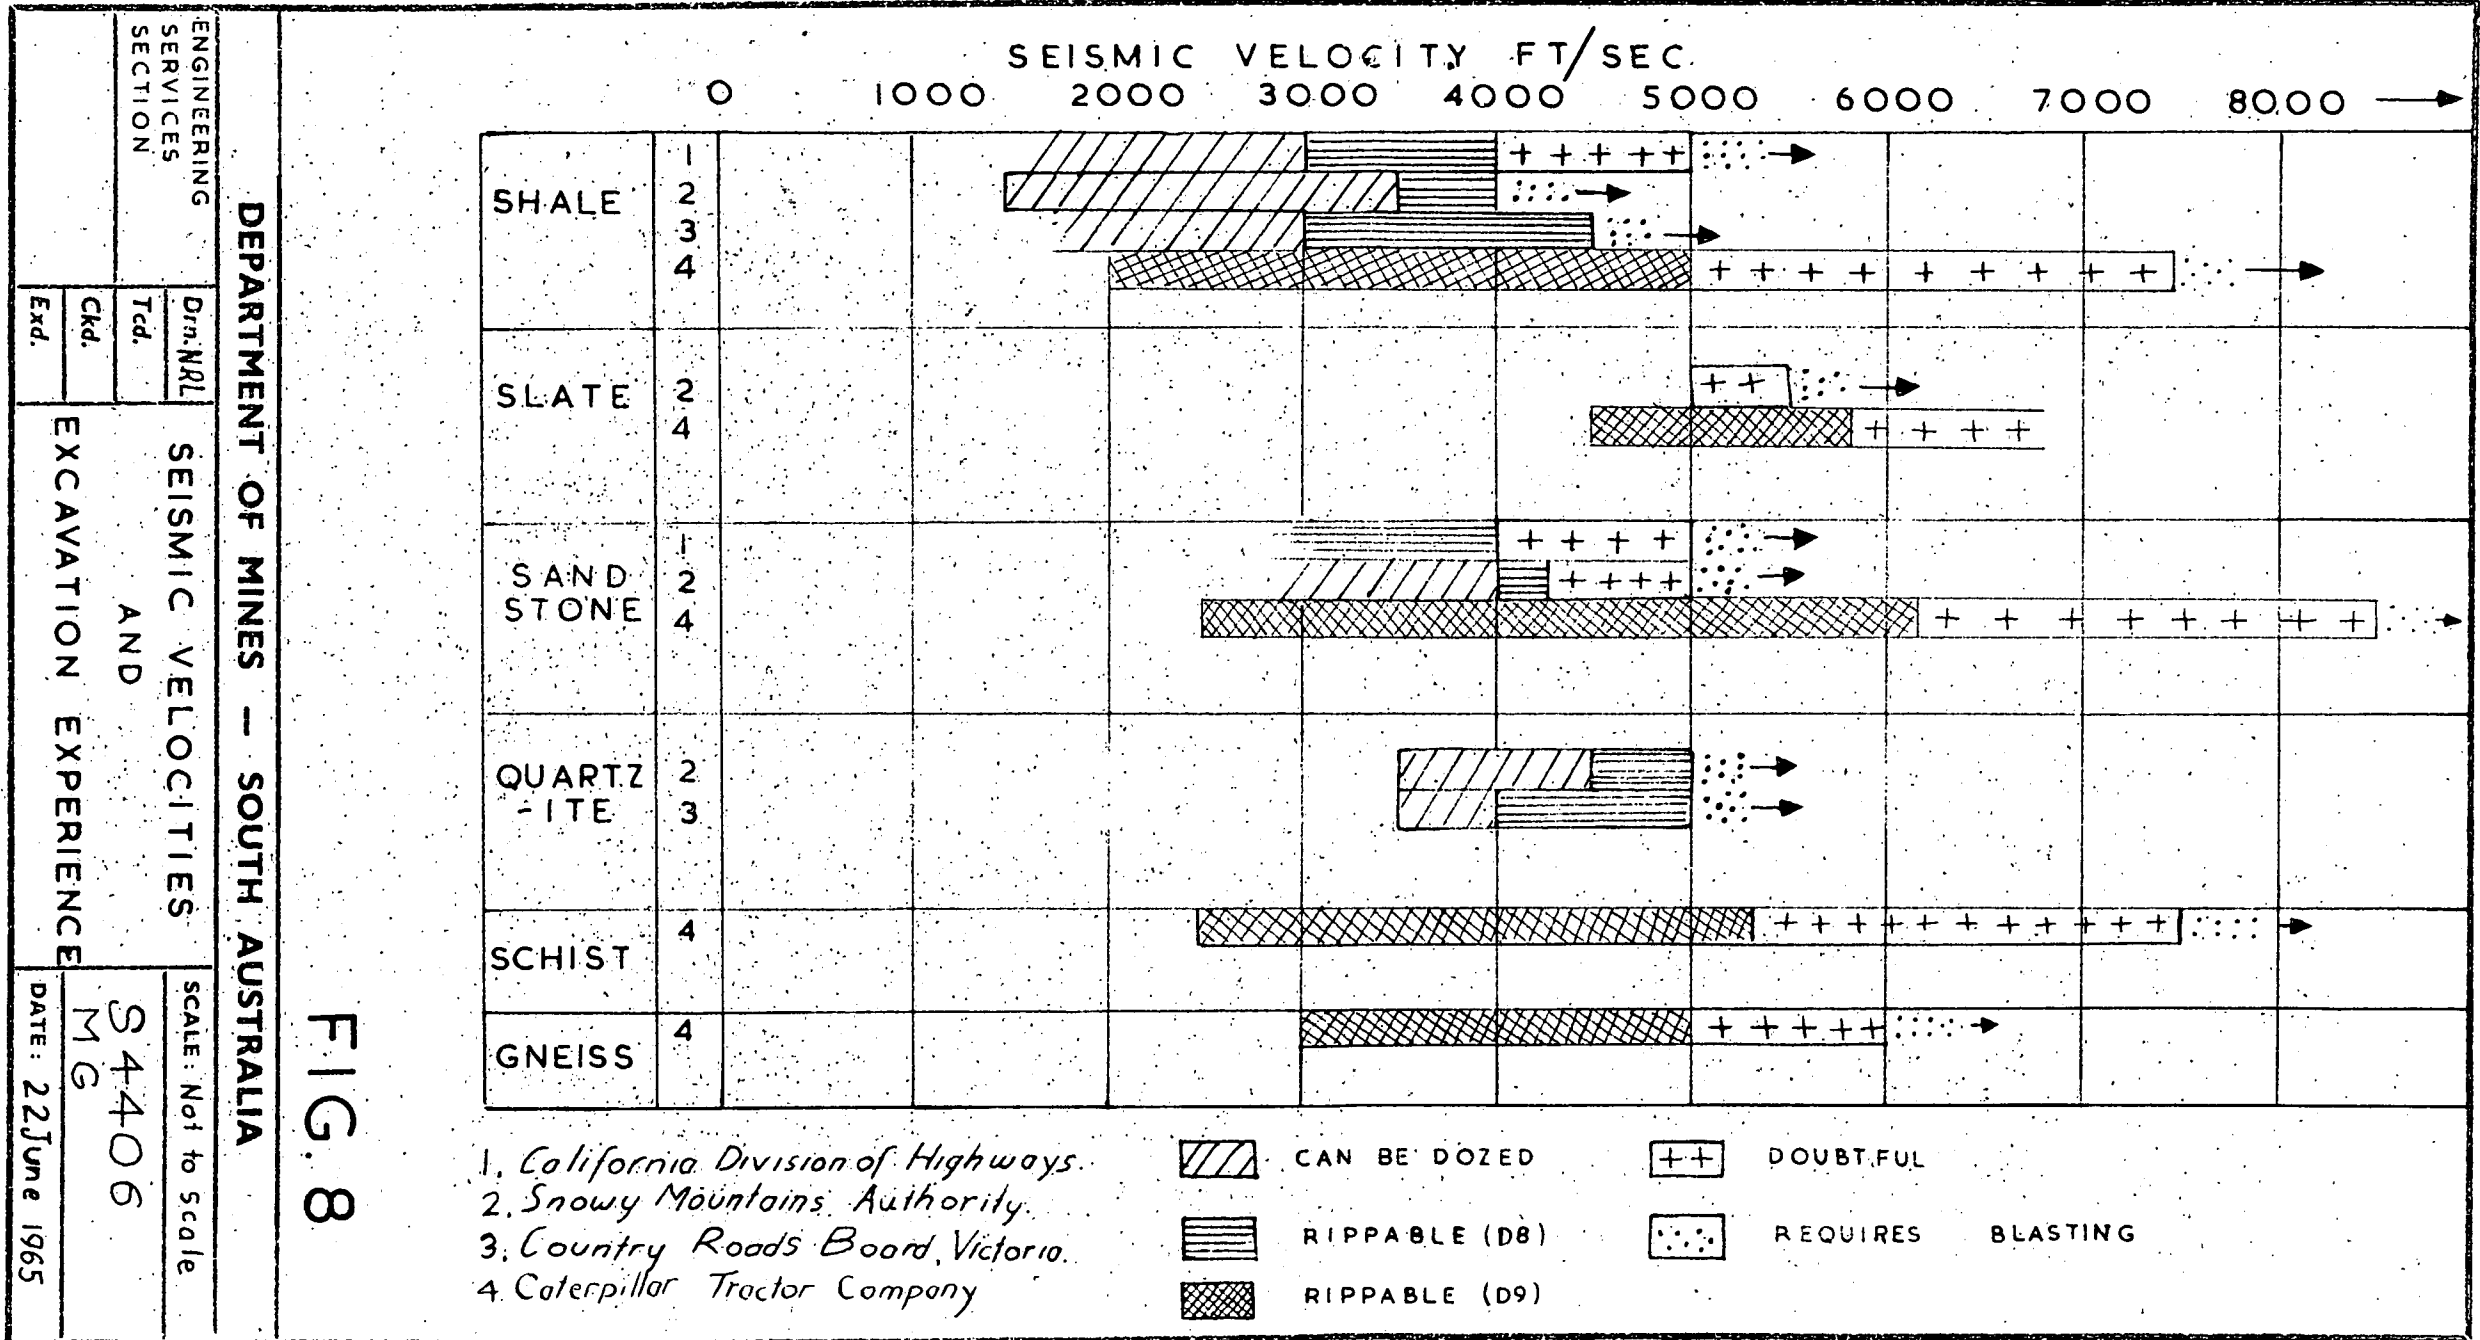 SEISMIC VELOCITY FT/SEC.
0 1000 2000 3000 4000 5000 6000 7000 8000
SHALE
1
2
3
4
SLATE
2
4
SAND
STONE
1
2
4
QUARTZ
-ITE
2
3
SCHIST
4
GNEISS
4
1. California Division of Highways.
2. Snowy Mountains Authority.
3. Country Roads Board, Victoria.
4. Caterpillar Tractor Company
CAN BE DOZED
RIPPABLE (D8)
RIPPABLE (D9)
DOUBTFUL
REQUIRES BLASTING
FIG. 8
DEPARTMENT OF MINES — SOUTH AUSTRALIA
ENGINEERING
SERVICES
SECTION
Drn. NRL
Tcd.
Ckd.
Exd.
SEISMIC VELOCITIES
AND
EXCAVATION EXPERIENCE
SCALE: Not to scale
S4406
MG
DATE: 22 June 1965